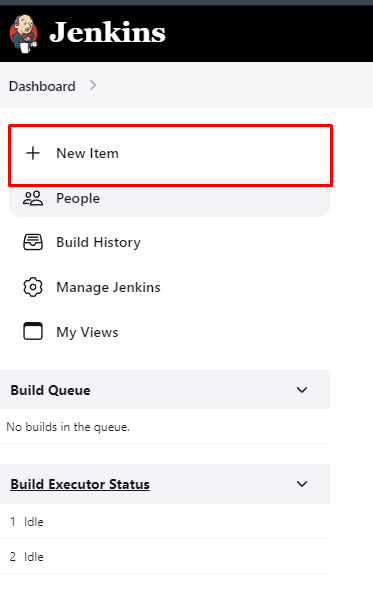 Jenkins
Dashboard
New Item
People
Build History
Manage Jenkins
My Views
Build Queue
No builds in the queue.
Build Executor Status
1 Idle
2 Idle